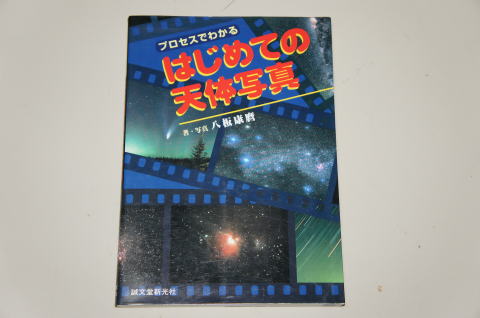 プロセスでわかる
はじめての
天体写真
著・写真 八板康麿
誠文堂新光社